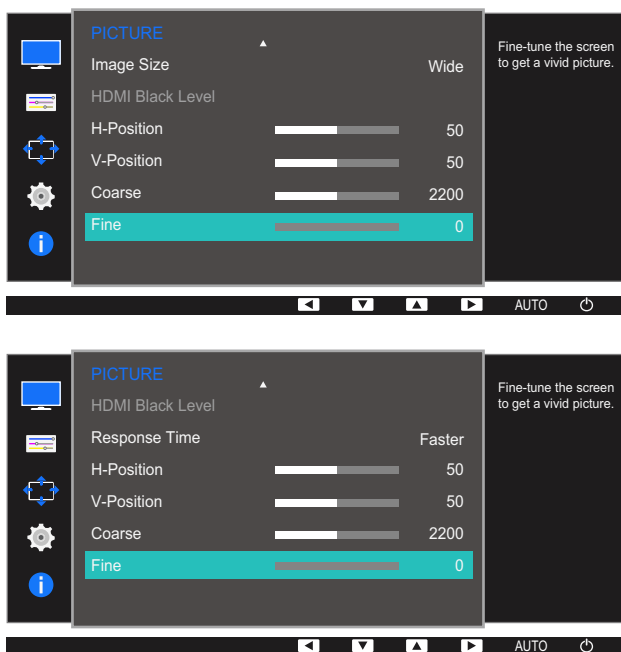 PICTURE
Image Size Wide
HDMI Black Level
H-Position 50
V-Position 50
Coarse 2200
Fine 0
Fine-tune the screen
to get a vivid picture.
AUTO
PICTURE
HDMI Black Level
Response Time Faster
H-Position 50
V-Position 50
Coarse 2200
Fine 0
Fine-tune the screen
to get a vivid picture.
AUTO